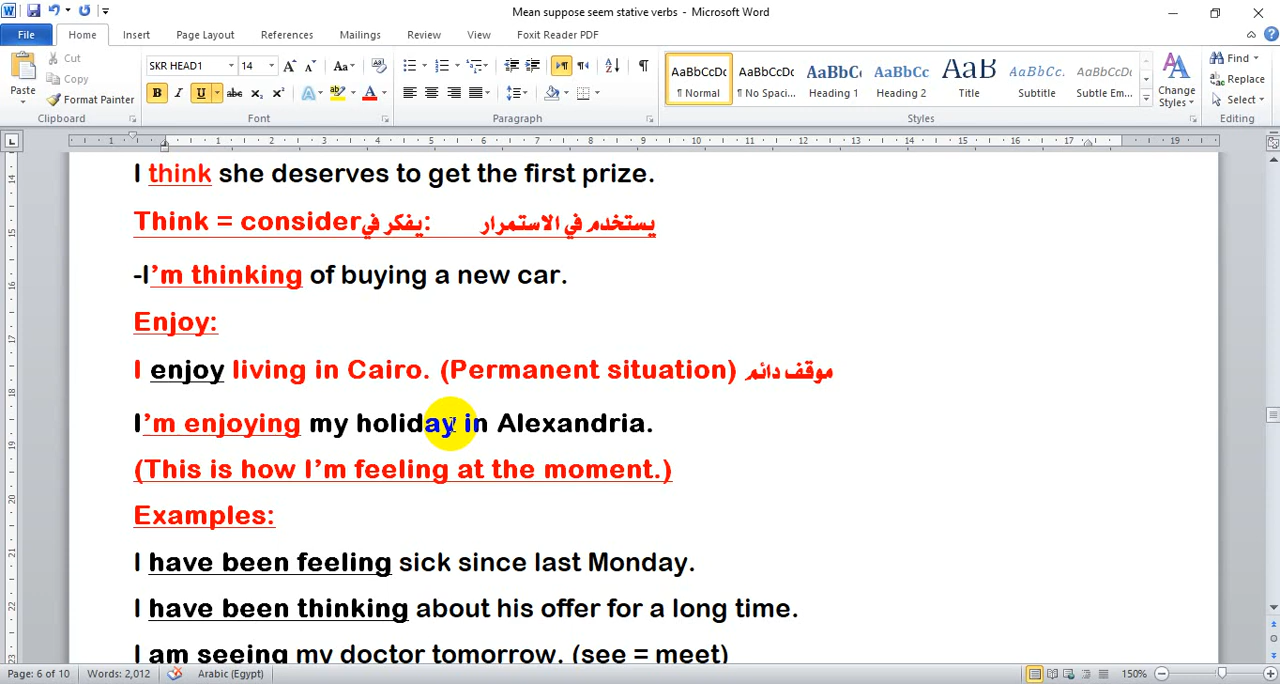 Mean suppose seem stative verbs - Microsoft Word
File Home Insert Page Layout References Mailings Review View Foxit Reader PDF
Paste
Cut
Copy
Format Painter
Clipboard
SKR HEAD1 14
Font
Paragraph
AaBbCcDc AaBbCcDc AaBbCc AaBbCc AaB AaBbCc. AaBbCcDc
¶ Normal ¶ No Spaci... Heading 1 Heading 2 Title Subtitle Subtle Em...
Change Styles
Styles
Find
Replace
Select
Editing
I think she deserves to get the first prize.
Think = consider يفكر في: يستخدم في الاستمرار
-I'm thinking of buying a new car.
Enjoy:
I enjoy living in Cairo. (Permanent situation) موقف دائم
I'm enjoying my holiday in Alexandria.
(This is how I'm feeling at the moment.)
Examples:
I have been feeling sick since last Monday.
I have been thinking about his offer for a long time.
I am seeing my doctor tomorrow. (see = meet)
Page: 6 of 10 Words: 2,012 Arabic (Egypt) 150%